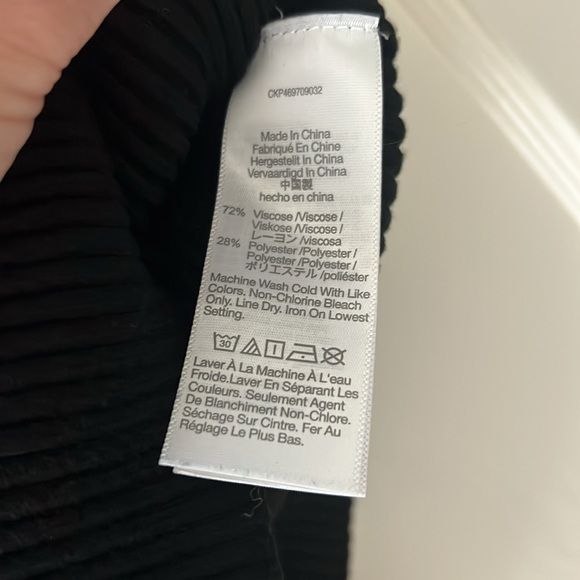 CKP469709032
Made In China
Fabriqué En Chine
Hergestellt In China
Vervaardigd In China
中国製
hecho en china
72% Viscose /Viscose /
Viskose /Viscose /
レーヨン /viscosa
28% Polyester /Polyester /
Polyester /Polyester /
ポリエステル /poliéster
Machine Wash Cold With Like
Colors. Non-Chlorine Bleach
Only. Line Dry. Iron On Lowest
Setting.
30
Laver À La Machine À L'eau
Froide.Laver En Séparant Les
Couleurs. Seulement Agent
De Blanchiment Non-Chlore.
Séchage Sur Cintre. Fer Au
Réglage Le Plus Bas.